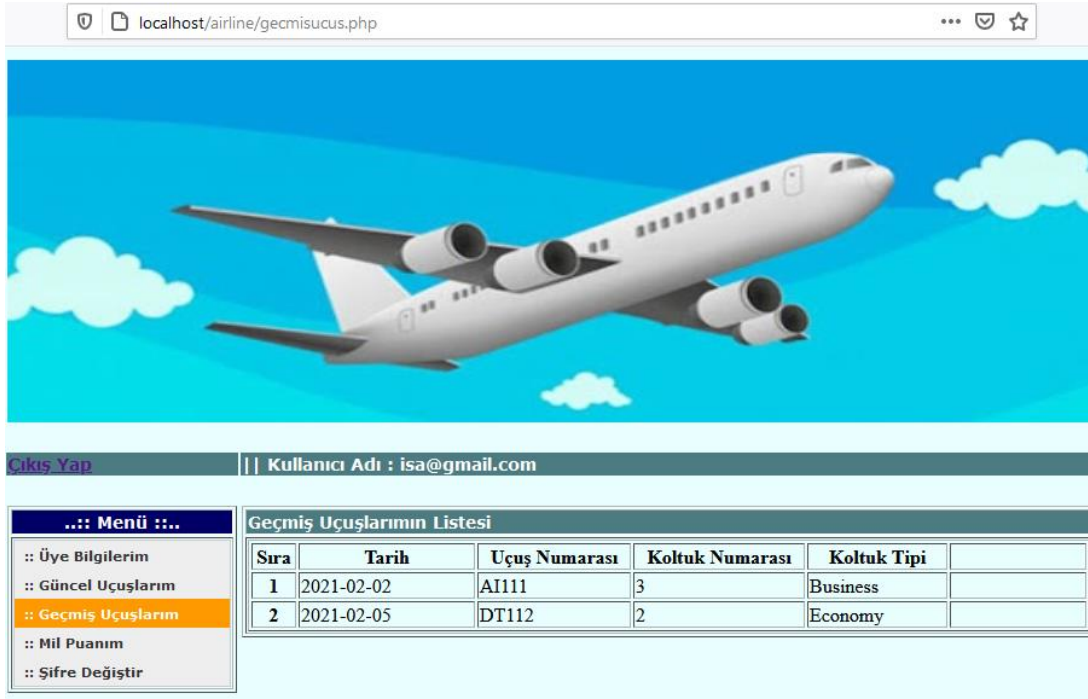 localhost/airline/gecmisucus.php
Çıkış Yap || Kullanıcı Adı : isa@gmail.com
..:: Menü ::..
:: Üye Bilgilerim
:: Güncel Uçuşlarım
:: Geçmiş Uçuşlarım
:: Mil Puanım
:: Şifre Değiştir
Geçmiş Uçuşlarımın Listesi
Sıra Tarih Uçuş Numarası Koltuk Numarası Koltuk Tipi
1 2021-02-02 AI111 3 Business
2 2021-02-05 DT112 2 Economy